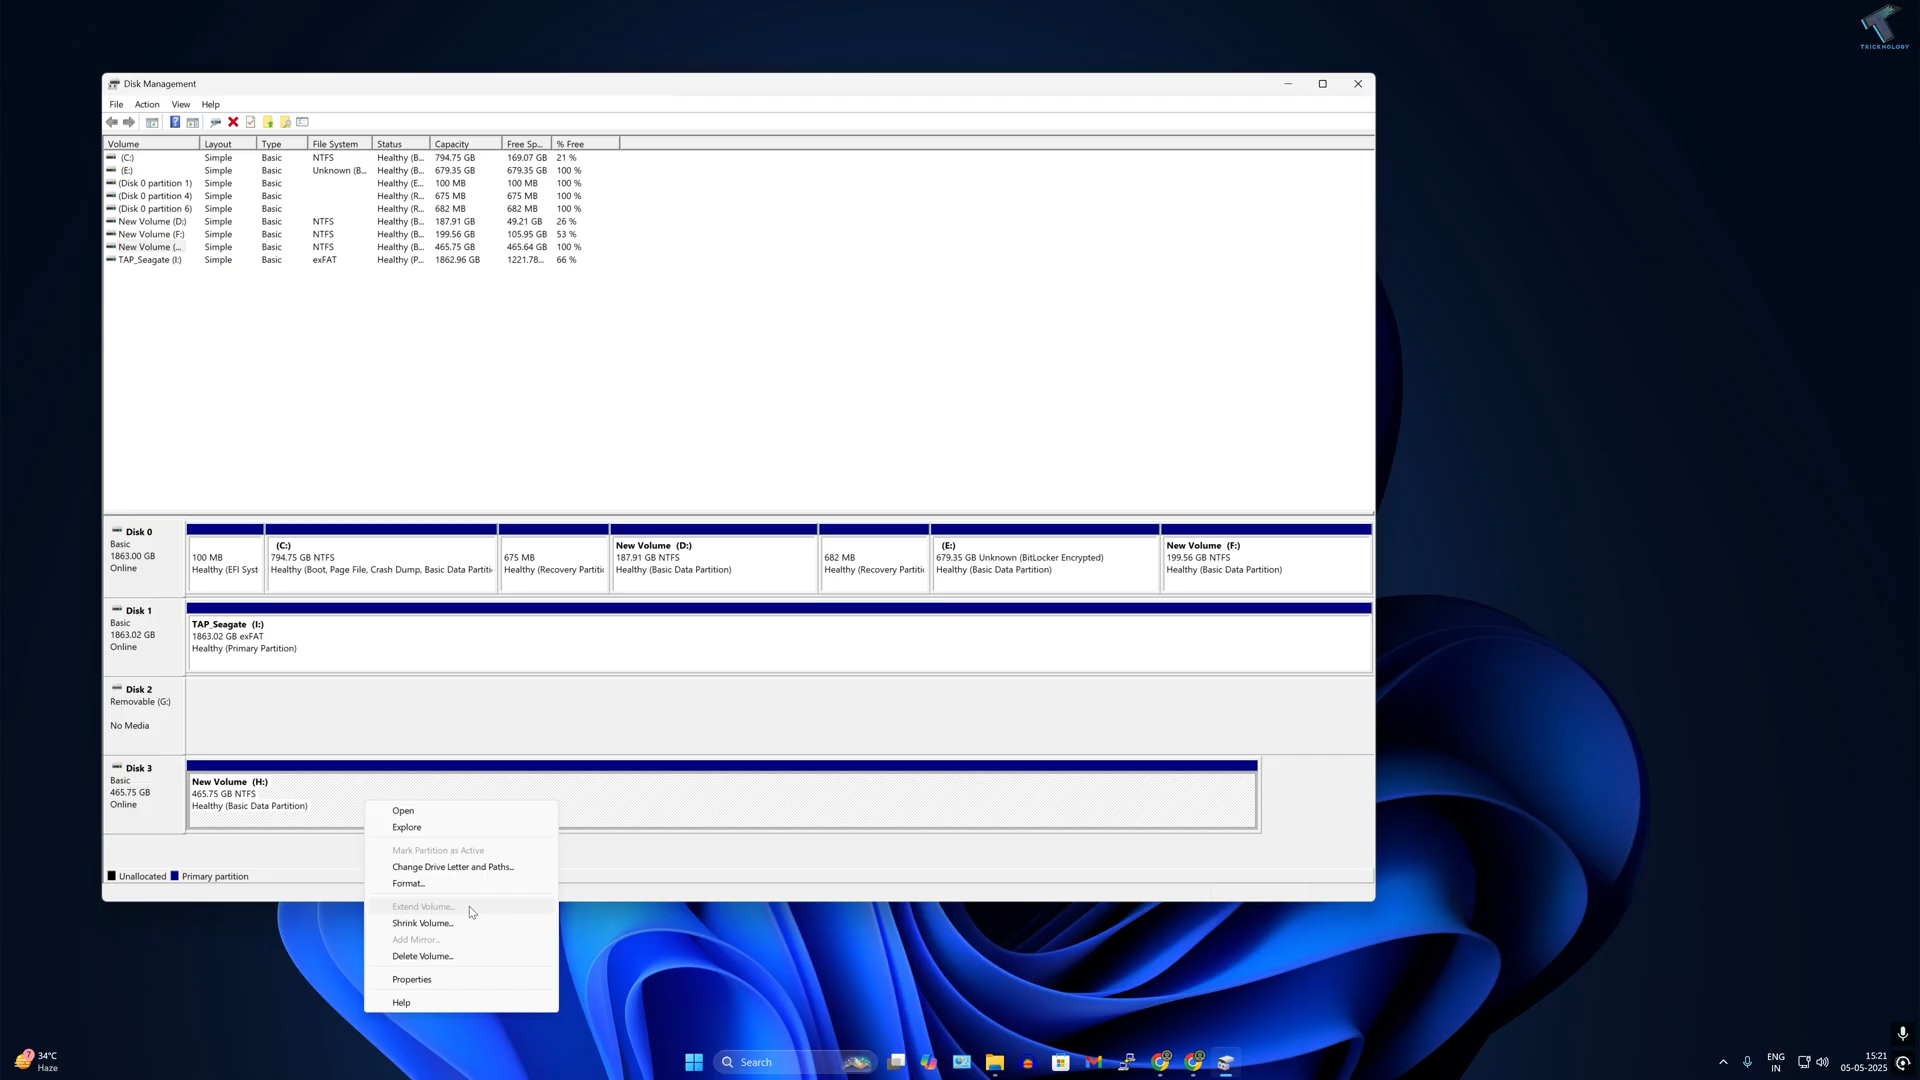 TRICKNOLOGY
Disk Management
File Action View Help
Volume Layout Type File System Status Capacity Free Sp... % Free
(C:) Simple Basic NTFS Healthy (B... 794.75 GB 169.07 GB 21 %
(E:) Simple Basic Unknown (B... Healthy (B... 679.35 GB 679.35 GB 100 %
(Disk 0 partition 1) Simple Basic Healthy (E... 100 MB 100 MB 100 %
(Disk 0 partition 4) Simple Basic Healthy (R... 675 MB 675 MB 100 %
(Disk 0 partition 6) Simple Basic Healthy (R... 682 MB 682 MB 100 %
New Volume (D:) Simple Basic NTFS Healthy (B... 187.91 GB 49.21 GB 26 %
New Volume (F:) Simple Basic NTFS Healthy (B... 199.56 GB 105.95 GB 53 %
New Volume (... Simple Basic NTFS Healthy (B... 465.75 GB 465.64 GB 100 %
TAP_Seagate (I:) Simple Basic exFAT Healthy (P... 1862.96 GB 1221.78... 66 %
Disk 0
Basic
1863.00 GB
Online
100 MB
Healthy (EFI Syst
(C:)
794.75 GB NTFS
Healthy (Boot, Page File, Crash Dump, Basic Data Partiti
675 MB
Healthy (Recovery Partitic
New Volume (D:)
187.91 GB NTFS
Healthy (Basic Data Partition)
682 MB
Healthy (Recovery Partitic
(E:)
679.35 GB Unknown (BitLocker Encrypted)
Healthy (Basic Data Partition)
New Volume (F:)
199.56 GB NTFS
Healthy (Basic Data Partition)
Disk 1
Basic
1863.02 GB
Online
TAP_Seagate (I:)
1863.02 GB exFAT
Healthy (Primary Partition)
Disk 2
Removable (G:)
No Media
Disk 3
Basic
465.75 GB
Online
New Volume (H:)
465.75 GB NTFS
Healthy (Basic Data Partition)
Open
Explore
Mark Partition as Active
Change Drive Letter and Paths...
Format...
Extend Volume...
Shrink Volume...
Add Mirror...
Delete Volume...
Properties
Help
Unallocated Primary partition
7
34°C
Haze
Search
ENG
IN
15:21
05-05-2025